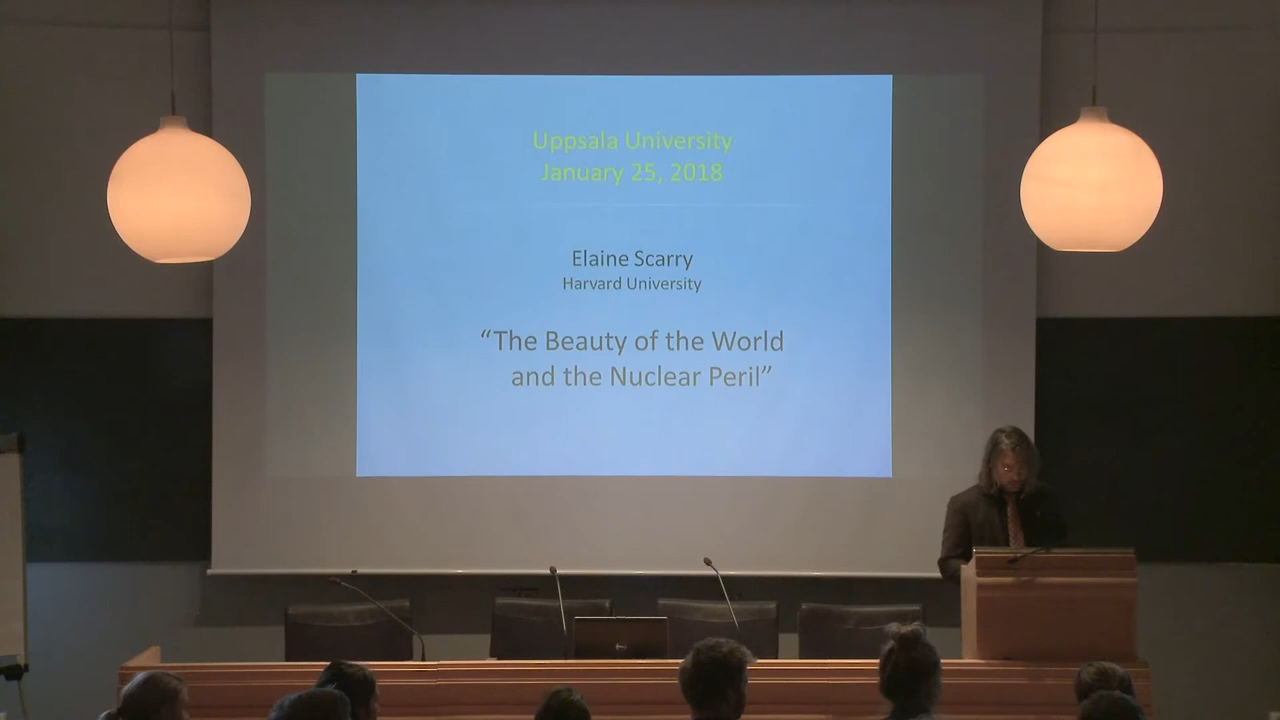 Uppsala University
January 25, 2018
Elaine Scarry
Harvard University
“The Beauty of the World
and the Nuclear Peril”